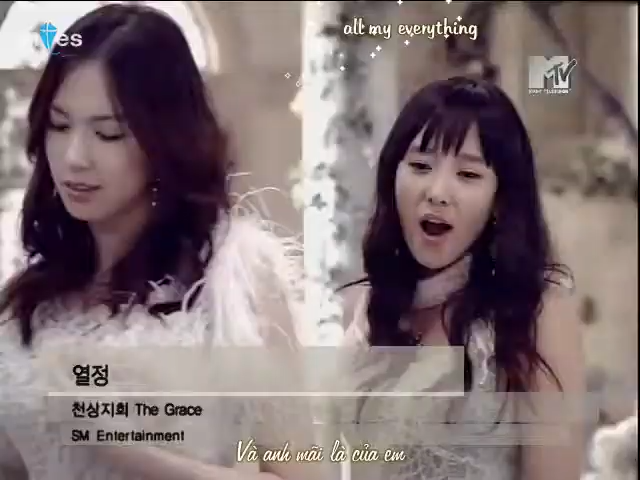 yes
all my everything
MTV
열정
천상지희 The Grace
SM Entertainment
Và anh mãi là của em